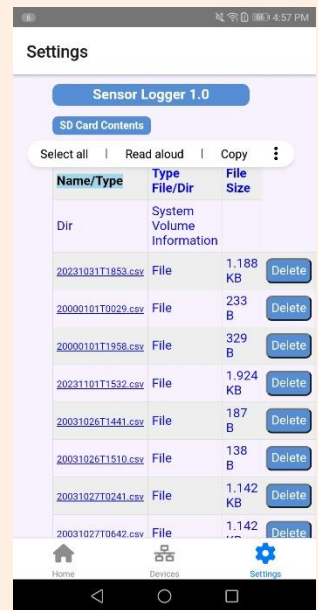 4:57 PM
Settings
Sensor Logger 1.0
SD Card Contents
Select all | Read aloud | Copy
Name/Type Type File/Dir File Size
Dir System Volume Information
20231031T1853.csv File 1.188 KB Delete
20000101T0029.csv File 233 B Delete
20000101T1958.csv File 329 B Delete
20231101T1532.csv File 1.924 KB Delete
20031026T1441.csv File 187 B Delete
20031026T1510.csv File 138 B Delete
20031027T0241.csv File 1.142 KB Delete
20031027T0642.csv File 1.142 KB Delete
Home Devices Settings